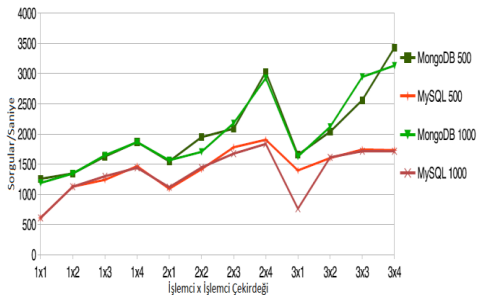 4000
3500
3000
2500
2000
1500
1000
500
0
Sorgular/Saniye
1x1 1x2 1x3 1x4 2x1 2x2 2x3 2x4 3x1 3x2 3x3 3x4
İşlemci x İşlemci Çekirdeği
MongoDB 500
MySQL 500
MongoDB 1000
MySQL 1000